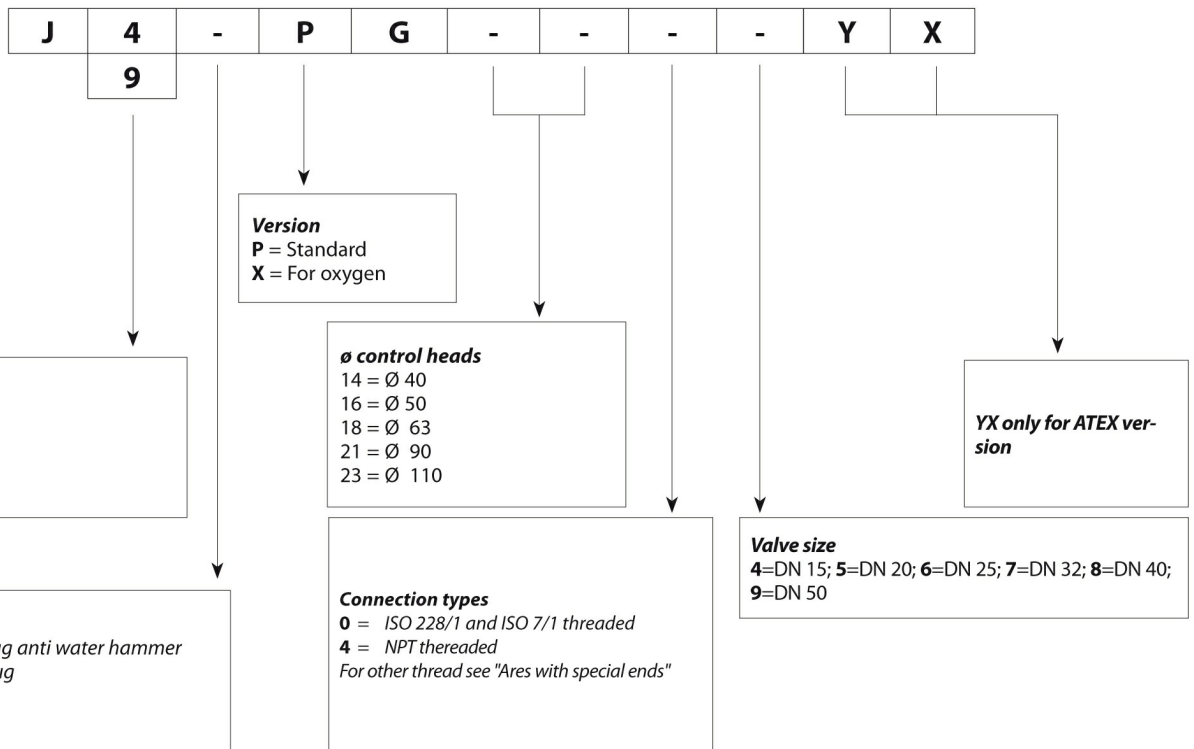 J 4 - P G - - - - Y X
9
Version
P = Standard
X = For oxygen
ø control heads
14 = Ø 40
16 = Ø 50
18 = Ø 63
21 = Ø 90
23 = Ø 110
YX only for ATEX ver-
sion
Valve size
4=DN 15; 5=DN 20; 6=DN 25; 7=DN 32; 8=DN 40;
9=DN 50
Connection types
0 = ISO 228/1 and ISO 7/1 threaded
4 = NPT thereaded
For other thread see "Ares with special ends"
anti water hammer